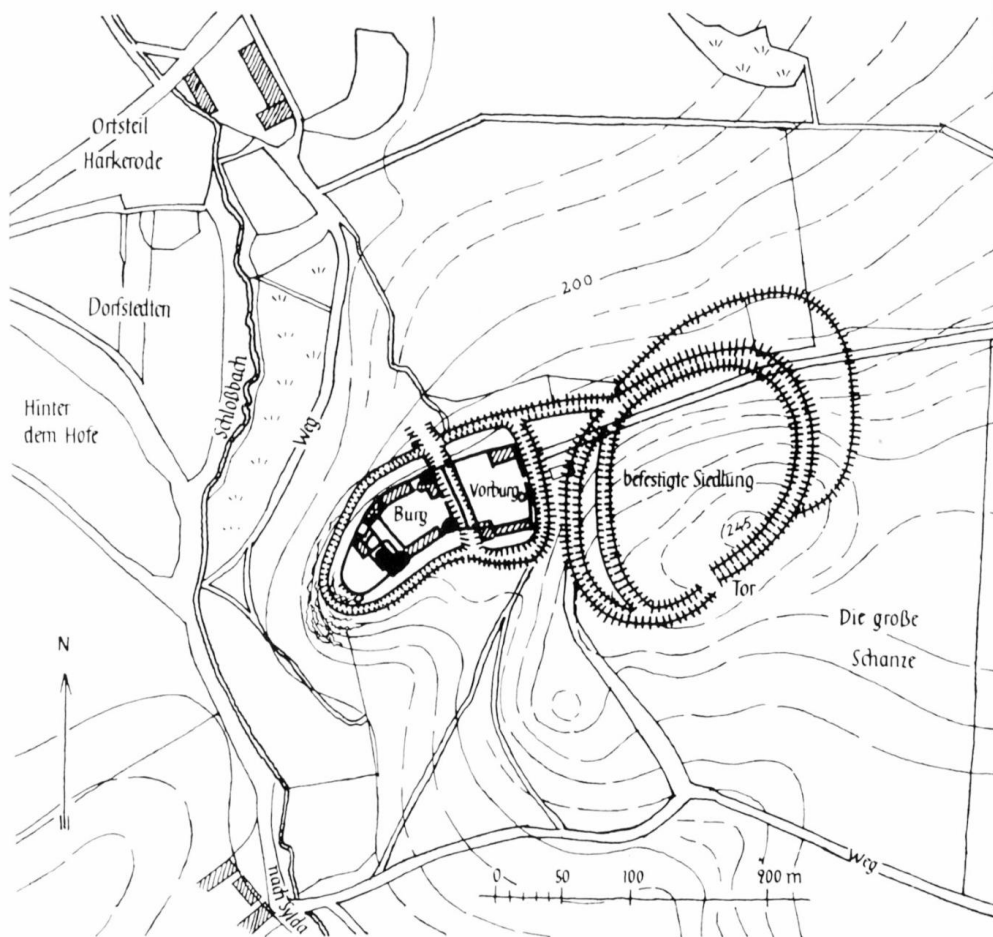 Ortsteil
Harkerode
200
Dorfstedten
Schloßbach
Hinter
dem Hofe
Weg
Vorburg
befestigte Siedlung
Burg
245
Tor
Die große
Schanze
N
Weg
0 50 100 200 m
nach Sylda